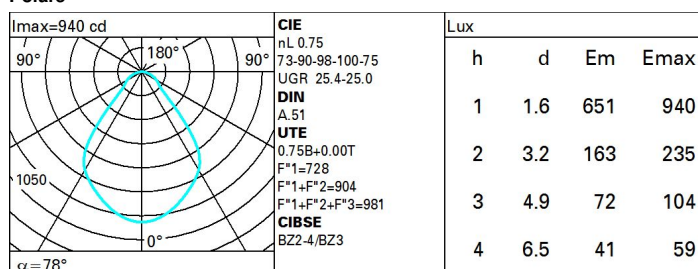 Imax=940 cd
90°
180°
90°
1050
0°
α=78°
CIE
nL 0.75
73-90-98-100-75
UGR 25.4-25.0
DIN
A.51
UTE
0.75B+0.00T
F"1=728
F"1+F"2=904
F"1+F"2+F"3=981
CIBSE
BZ2-4/BZ3
Lux
h d Em Emax
1 1.6 651 940
2 3.2 163 235
3 4.9 72 104
4 6.5 41 59